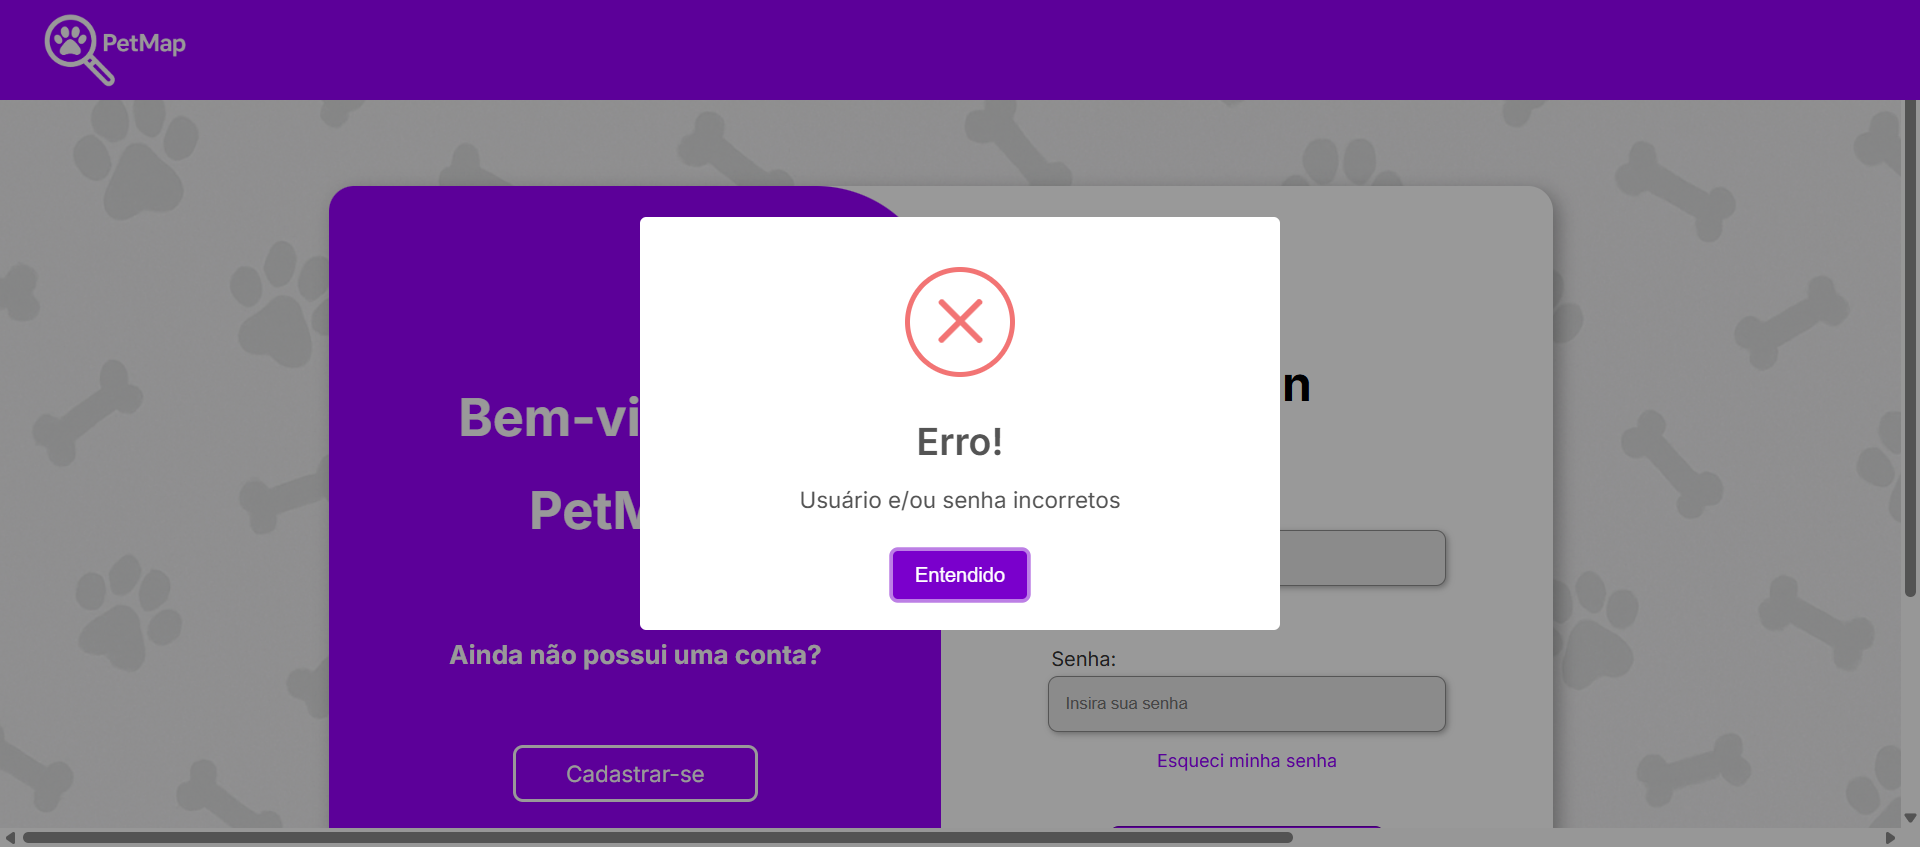 PetMap
Bem-vi
PetM
Ainda não possui uma conta?
Cadastrar-se
n
Erro!
Usuário e/ou senha incorretos
Entendido
Senha:
Insira sua senha
Esqueci minha senha